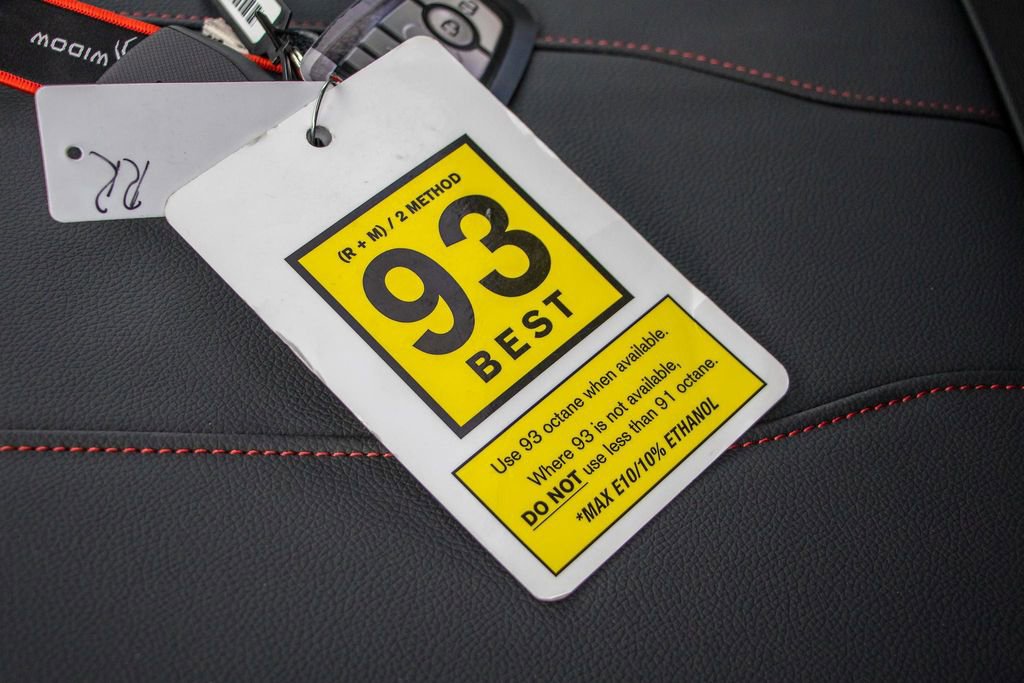 WIDOW
RR
(R + M) / 2 METHOD
93
BEST
Use 93 octane when available.
Where 93 is not available,
DO NOT use less than 91 octane.
*MAX E10/10% ETHANOL